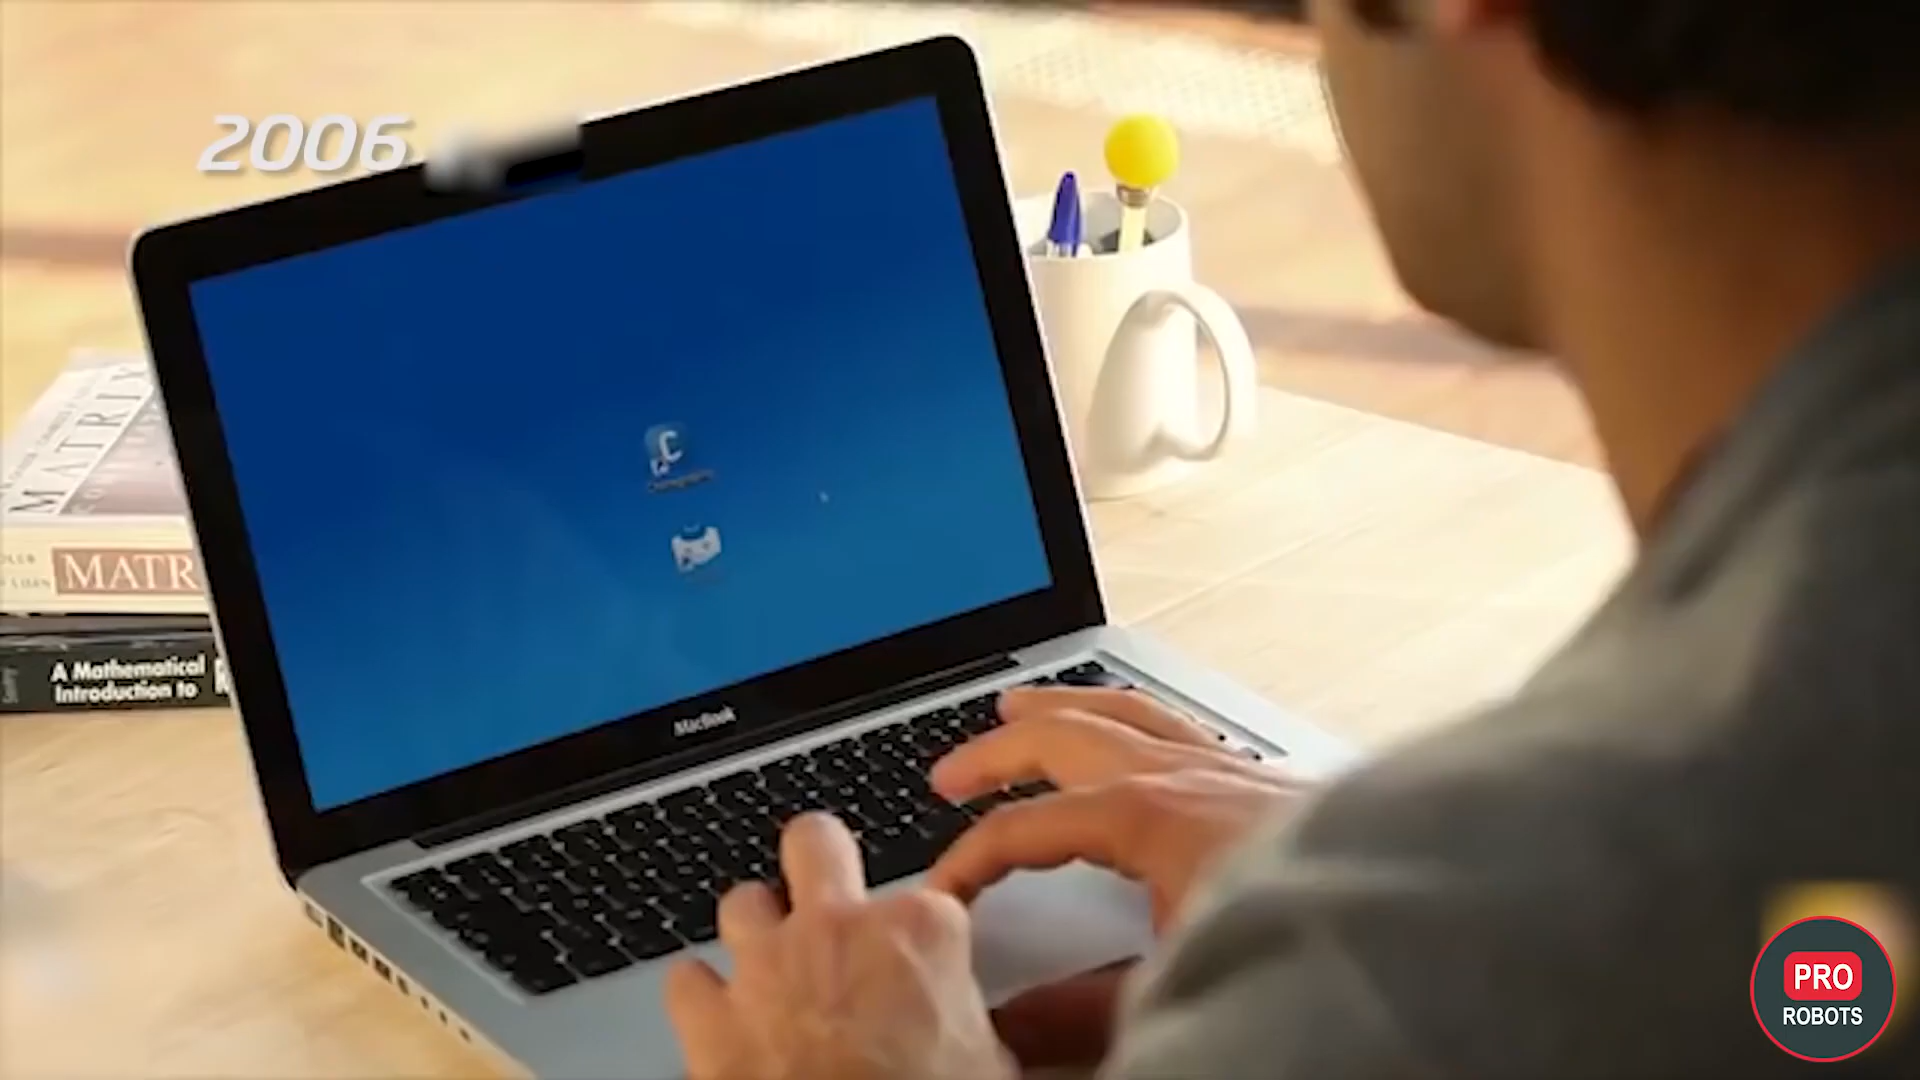 2006
MATRIX
MATR
A Mathematical
Introduction to
MacBook
PRO
ROBOTS